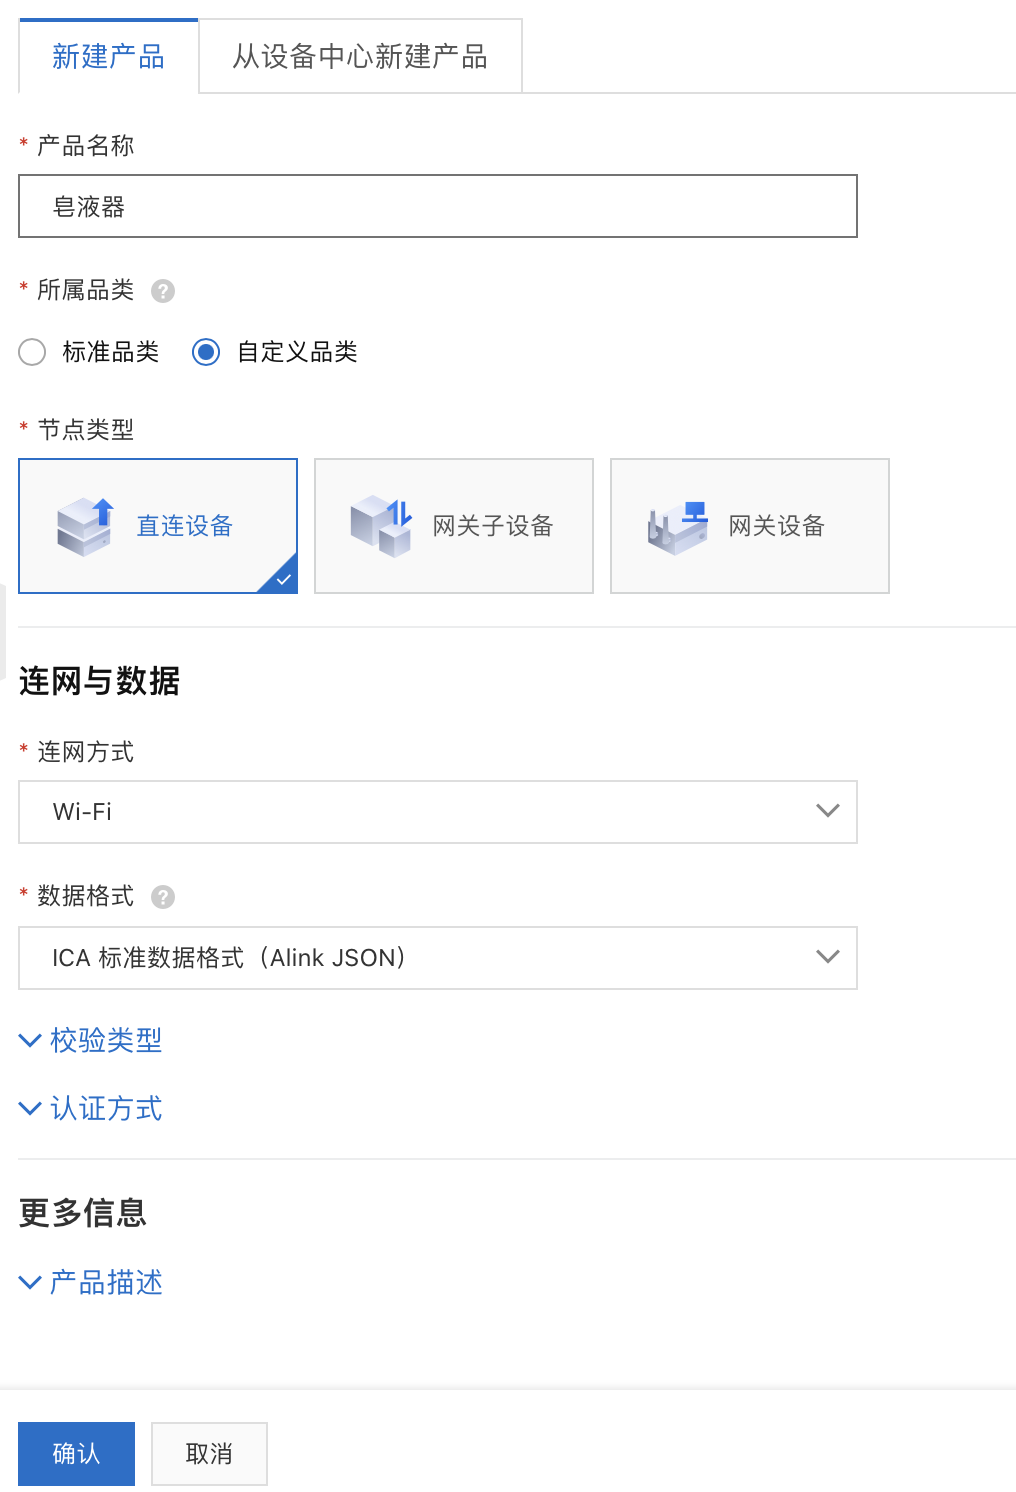 新建产品
从设备中心新建产品
* 产品名称
皂液器
* 所属品类 ?
标准品类
自定义品类
* 节点类型
直连设备
网关子设备
网关设备
连网与数据
* 连网方式
Wi-Fi
* 数据格式 ?
ICA 标准数据格式（Alink JSON）
校验类型
认证方式
更多信息
产品描述
确认
取消